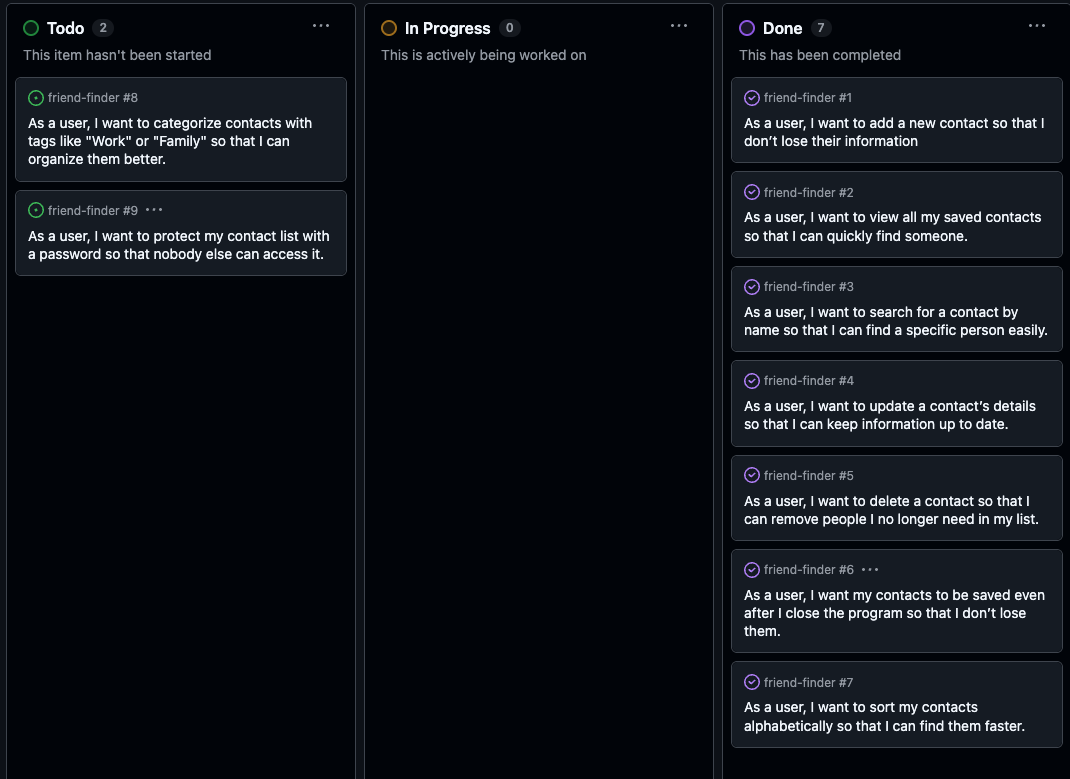 Todo 2
This item hasn't been started
friend-finder #8
As a user, I want to categorize contacts with
tags like "Work" or "Family" so that I can
organize them better.
friend-finder #9
As a user, I want to protect my contact list with
a password so that nobody else can access it.
In Progress 0
This is actively being worked on
Done 7
This has been completed
friend-finder #1
As a user, I want to add a new contact so that I
don’t lose their information
friend-finder #2
As a user, I want to view all my saved contacts
so that I can quickly find someone.
friend-finder #3
As a user, I want to search for a contact by
name so that I can find a specific person easily.
friend-finder #4
As a user, I want to update a contact’s details
so that I can keep information up to date.
friend-finder #5
As a user, I want to delete a contact so that I
can remove people I no longer need in my list.
friend-finder #6
As a user, I want my contacts to be saved even
after I close the program so that I don’t lose
them.
friend-finder #7
As a user, I want to sort my contacts
alphabetically so that I can find them faster.